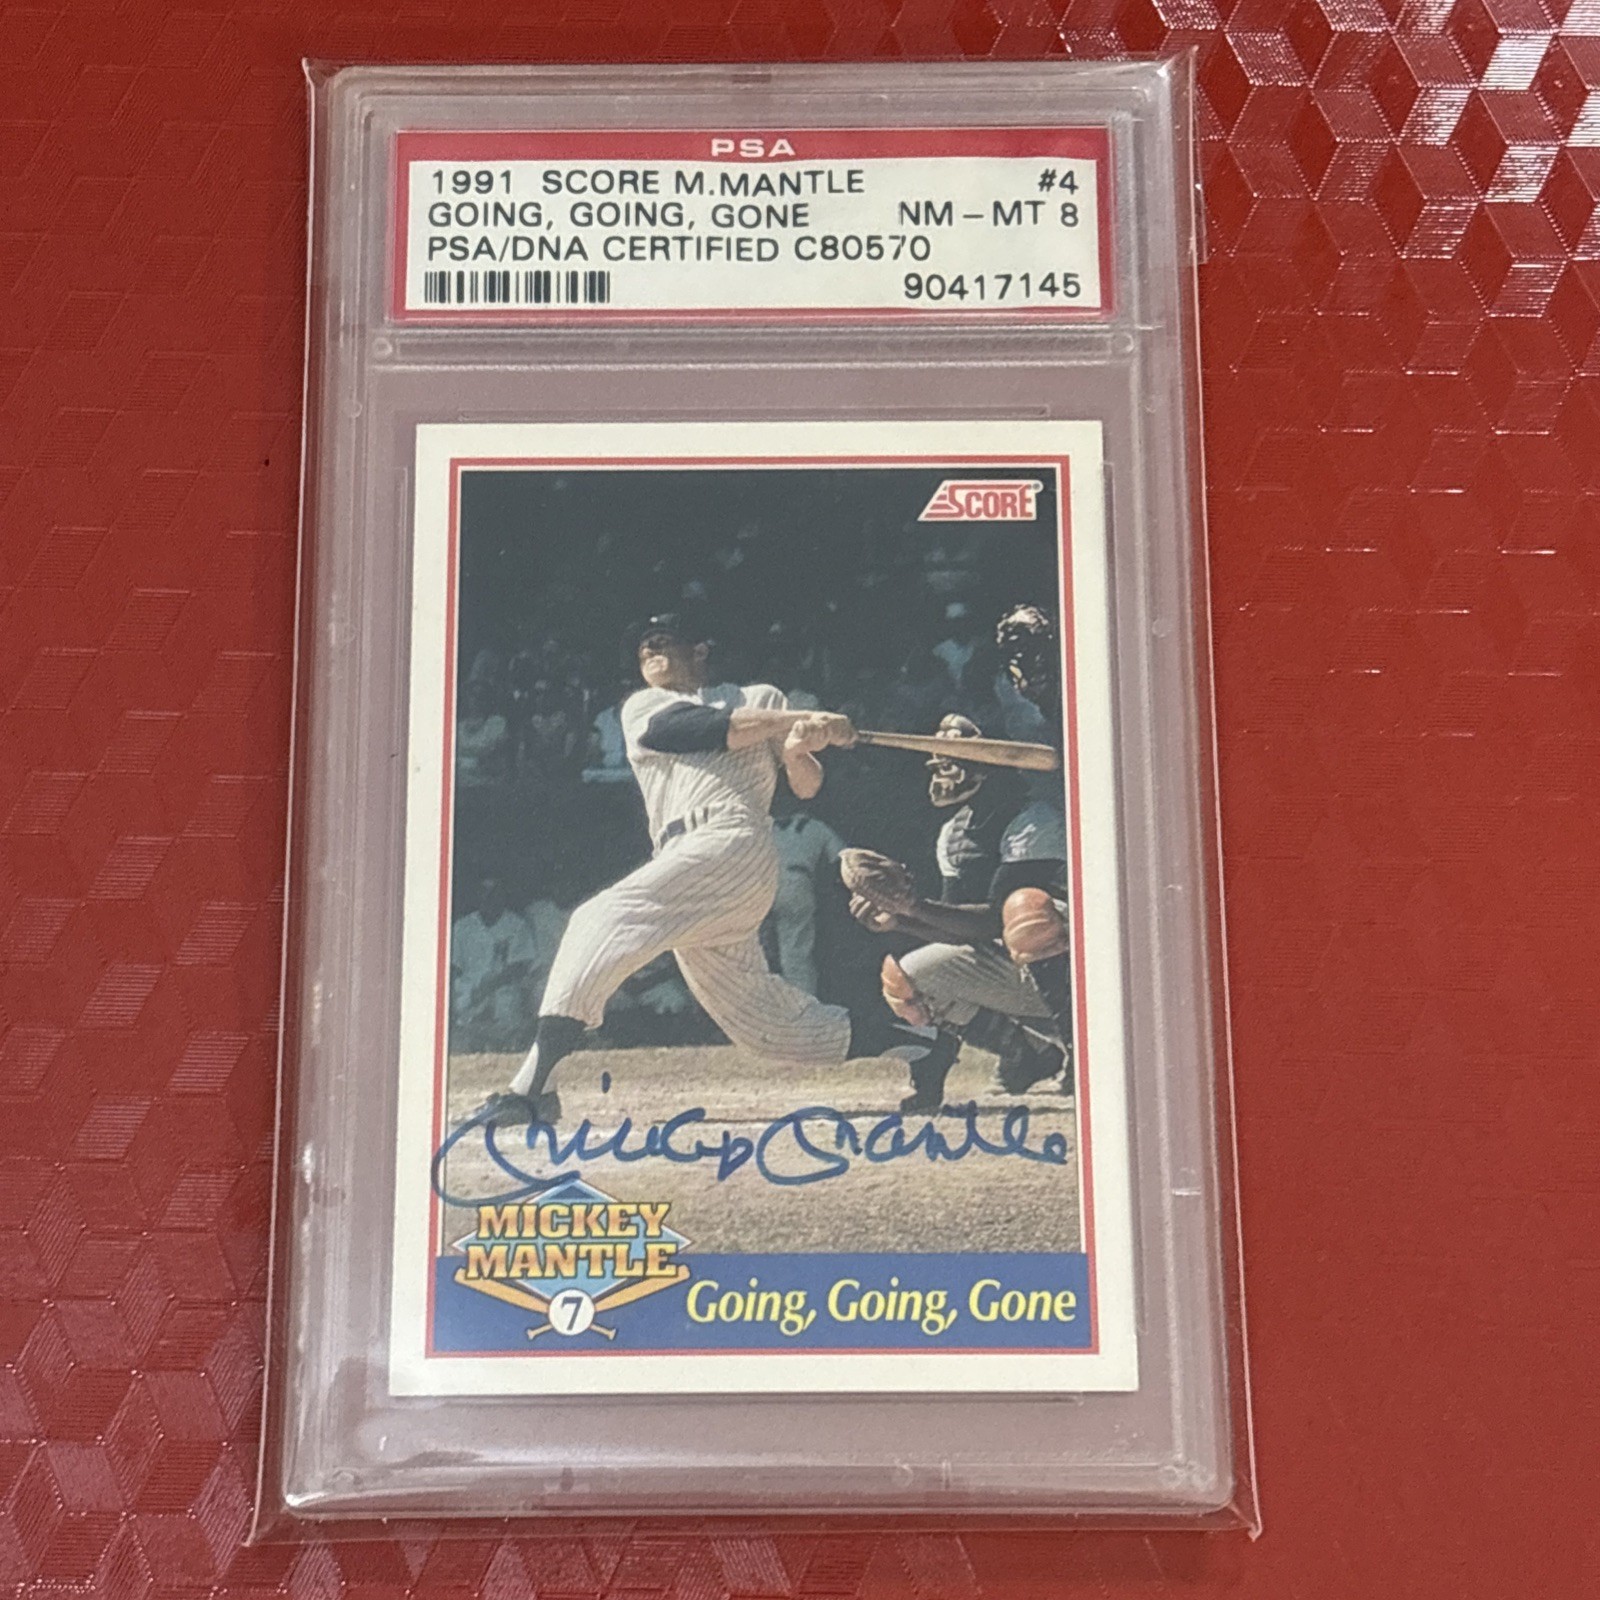 PSA
1991 SCORE M.MANTLE #4
GOING, GOING, GONE NM - MT 8
PSA/DNA CERTIFIED C80570
90417145
SCORE®
Mickey Mantle
MICKEY
MANTLE
7
Going, Going, Gone